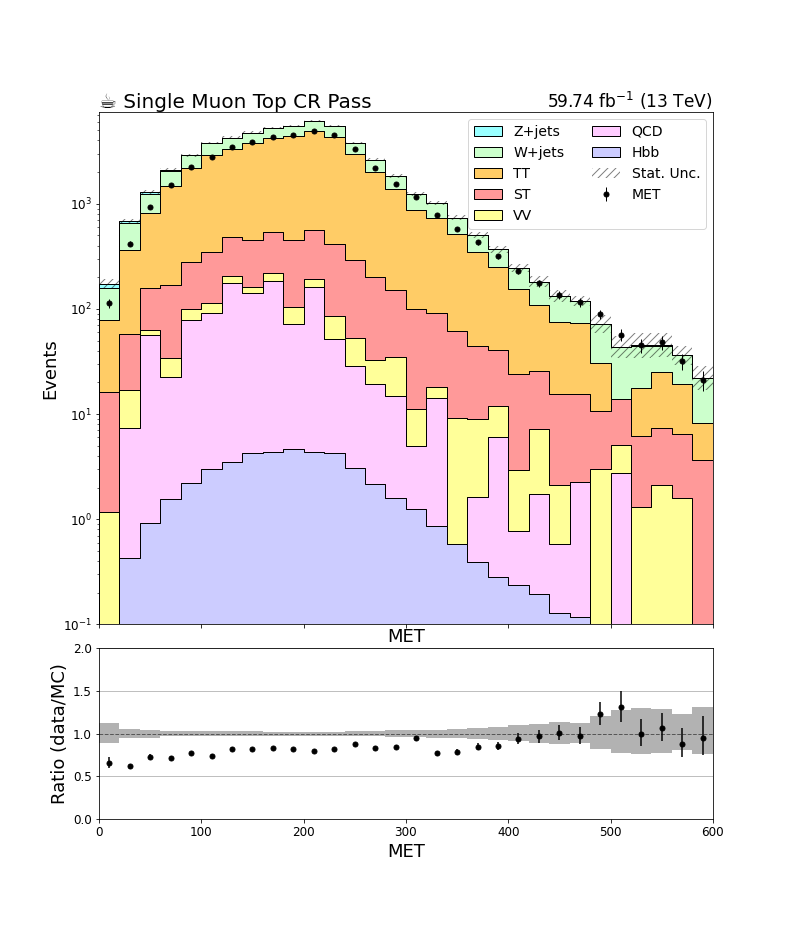 ☕ Single Muon Top CR Pass 59.74 fb⁻¹ (13 TeV)
Z+jets QCD
W+jets Hbb
TT Stat. Unc.
ST MET
VV
10³
10²
10¹
10⁰
10⁻¹
Events
MET
2.0
1.5
1.0
0.5
0.0
Ratio (data/MC)
0 100 200 300 400 500 600
MET